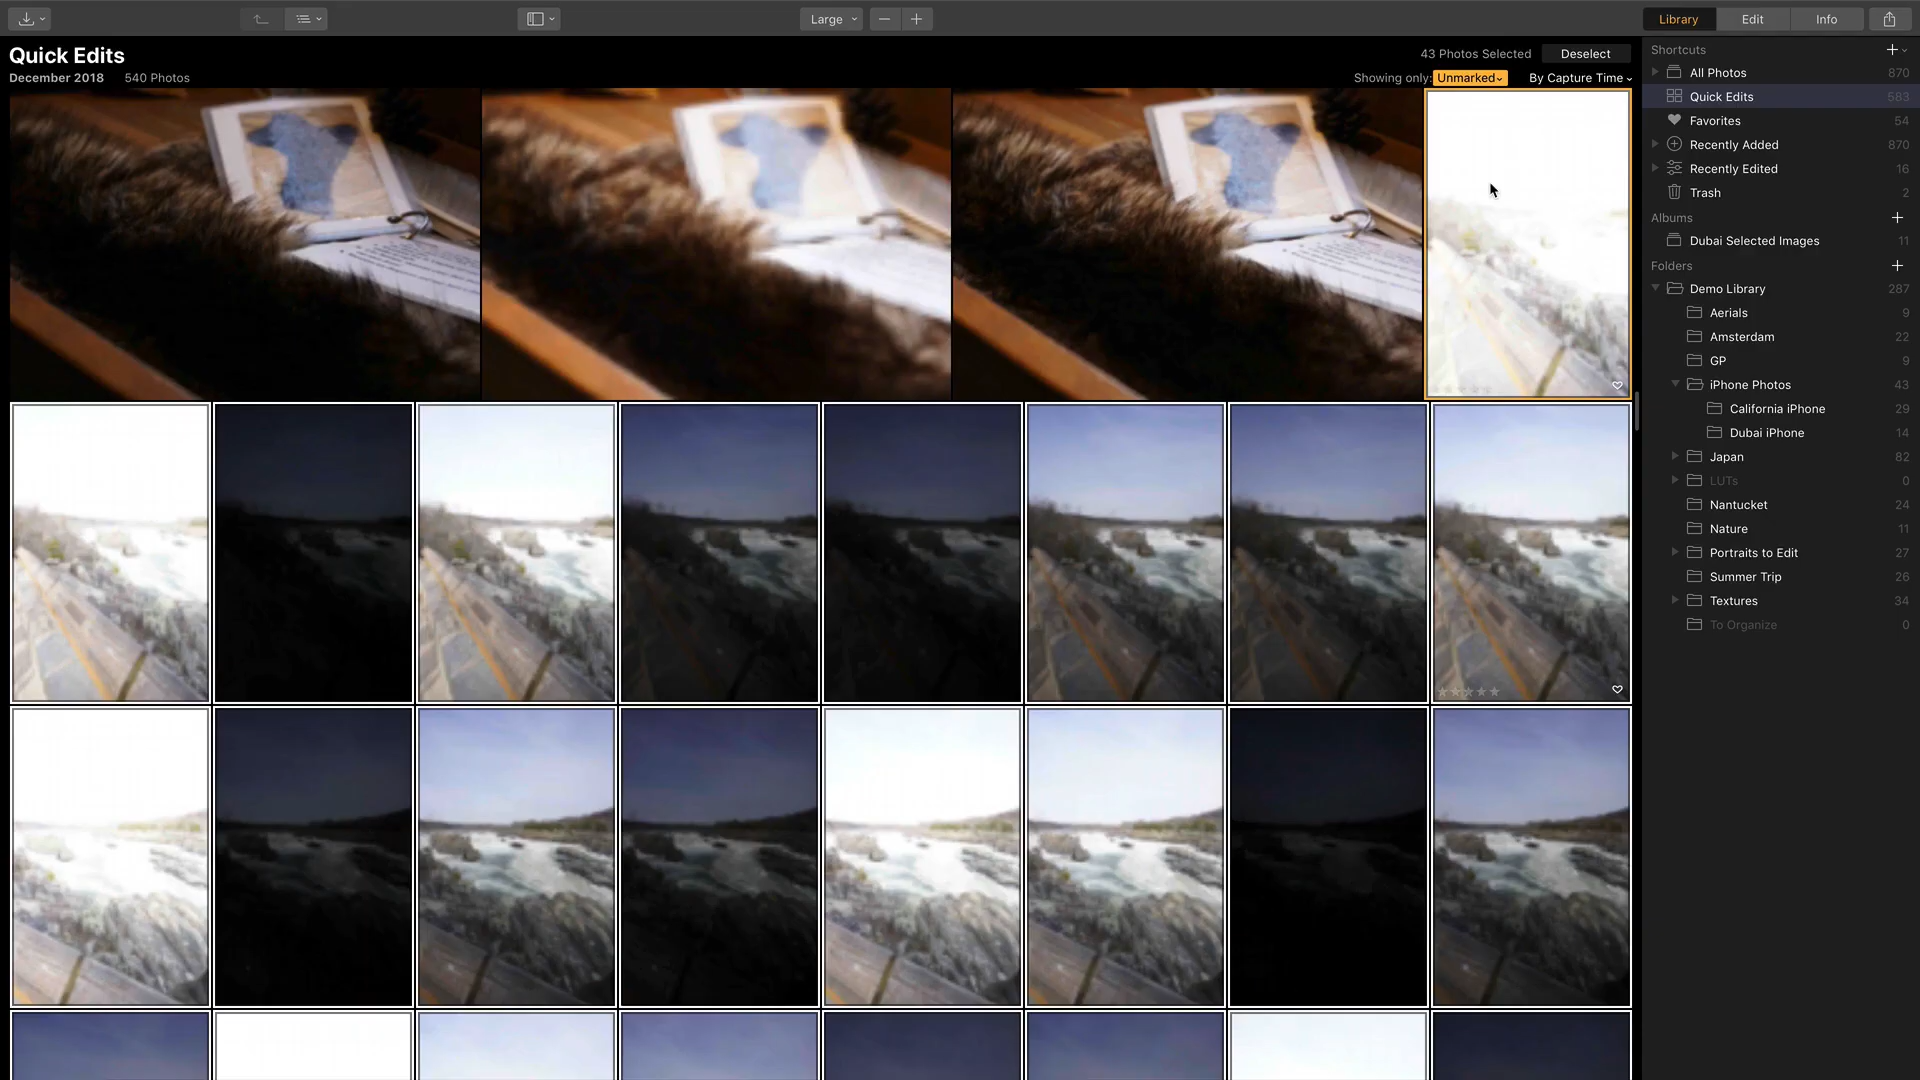 Large
Library
Edit
Info
Quick Edits
43 Photos Selected
Deselect
December 2018
540 Photos
Showing only:
Unmarked
By Capture Time
Shortcuts
All Photos 870
Quick Edits 583
Favorites 54
Recently Added 870
Recently Edited 16
Trash 2
Albums
Dubai Selected Images 11
Folders
Demo Library 287
Aerials 9
Amsterdam 22
GP 9
iPhone Photos 43
California iPhone 29
Dubai iPhone 14
Japan 82
LUTs 0
Nantucket 24
Nature 11
Portraits to Edit 27
Summer Trip 26
Textures 34
To Organize 0